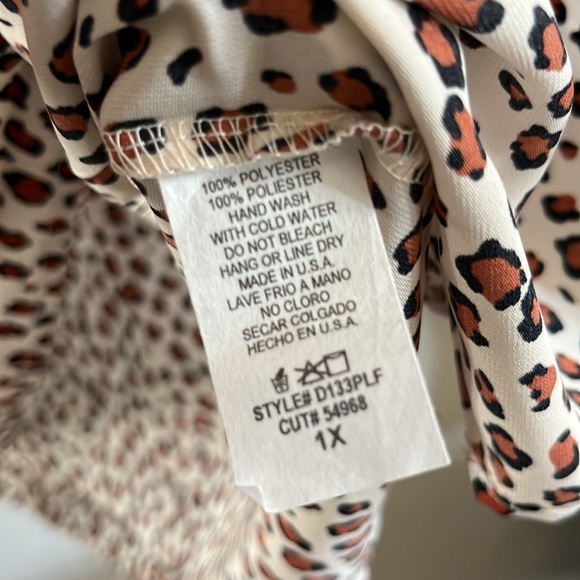 100% POLYESTER
100% POLIESTER
HAND WASH
WITH COLD WATER
DO NOT BLEACH
HANG OR LINE DRY
MADE IN U.S.A.
LAVE FRIO A MANO
NO CLORO
SECAR COLGADO
HECHO EN U.S.A.
STYLE# D133PLF
CUT# 54968
1X